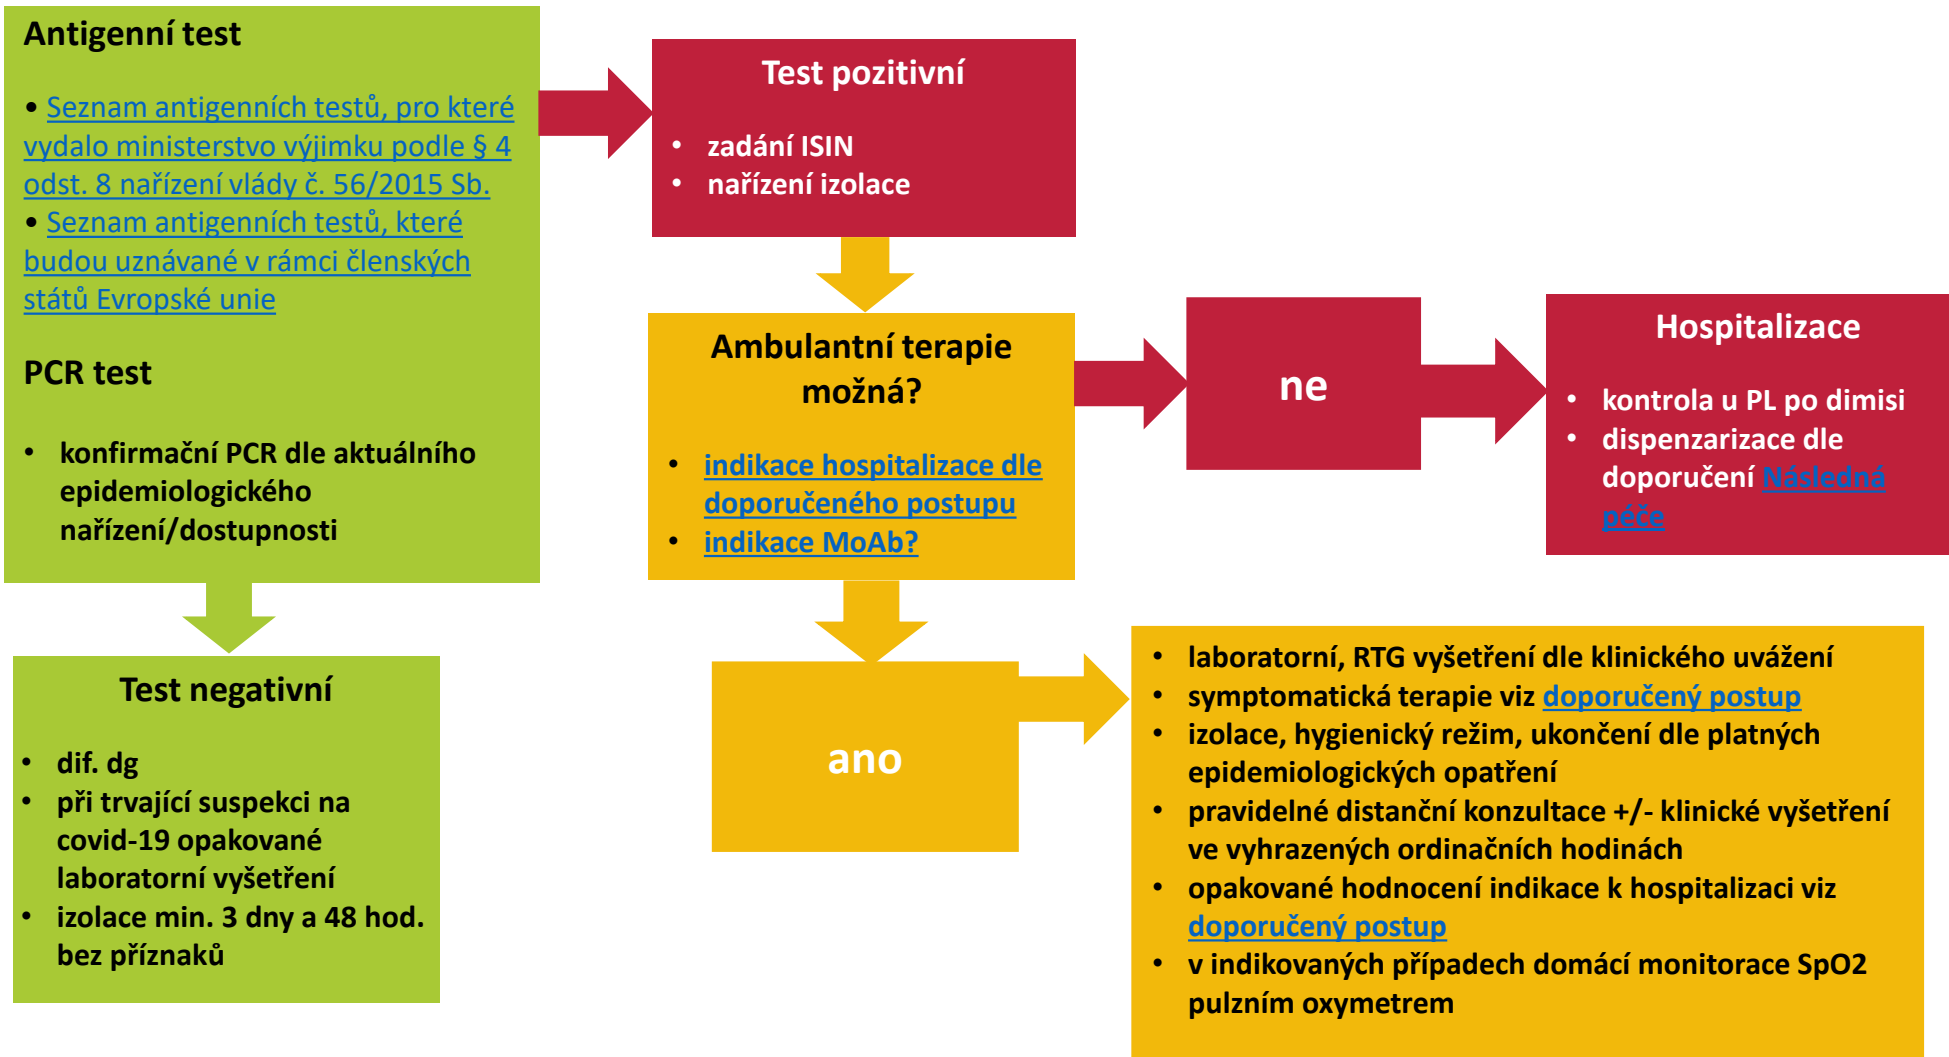 Antigenní test
• Seznam antigenních testů, pro které
vydalo ministerstvo výjimku podle § 4
odst. 8 nařízení vlády č. 56/2015 Sb.
• Seznam antigenních testů, které
budou uznávané v rámci členských
států Evropské unie
PCR test
• konfirmační PCR dle aktuálního
epidemiologického
nařízení/dostupnosti
Test negativní
• dif. dg
• při trvající suspekci na
covid-19 opakované
laboratorní vyšetření
• izolace min. 3 dny a 48 hod.
bez příznaků
Test pozitivní
• zadání ISIN
• nařízení izolace
Ambulantní terapie
možná?
• indikace hospitalizace dle
doporučeného postupu
• indikace MoAb?
ne
Hospitalizace
• kontrola u PL po dimisi
• dispenzarizace dle
doporučení Následná
péče
ano
• laboratorní, RTG vyšetření dle klinického uvážení
• symptomatická terapie viz doporučený postup
• izolace, hygienický režim, ukončení dle platných
epidemiologických opatření
• pravidelné distanční konzultace +/- klinické vyšetření
ve vyhrazených ordinačních hodinách
• opakované hodnocení indikace k hospitalizaci viz
doporučený postup
• v indikovaných případech domácí monitorace SpO2
pulzním oxymetrem